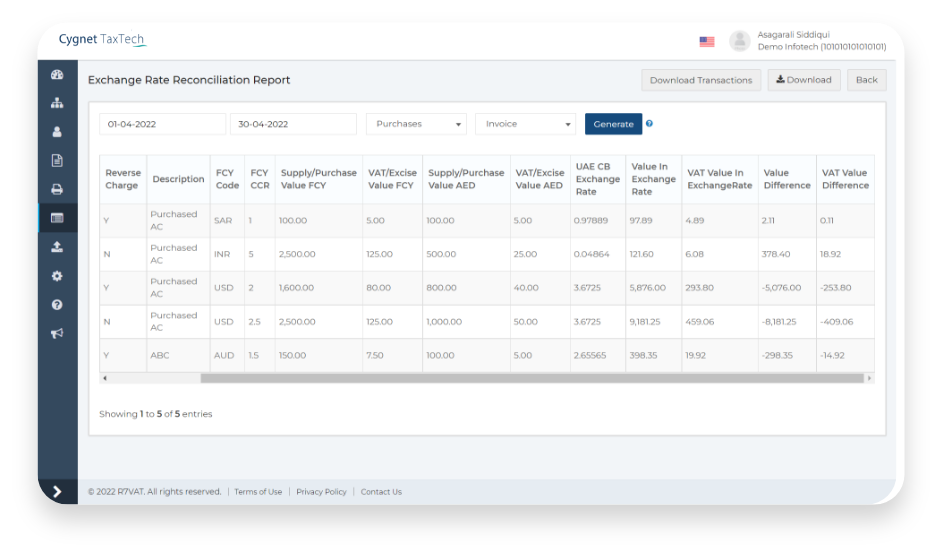 Cygnet TaxTech
Asagarali Siddiqui
Demo Infotech (101010101010101)
Exchange Rate Reconciliation Report
Download Transactions
Download
Back
01-04-2022
30-04-2022
Purchases
Invoice
Generate
Reverse Charge Description FCY Code FCY CCR Supply/Purchase Value FCY VAT/Excise Value FCY Supply/Purchase Value AED VAT/Excise Value AED UAE CB Exchange Rate Value In Exchange Rate VAT Value In ExchangeRate Value Difference VAT Value Difference
Y Purchased AC SAR 1 100.00 5.00 100.00 5.00 0.97889 97.89 4.89 2.11 0.11
N Purchased AC INR 5 2,500.00 125.00 500.00 25.00 0.04864 121.60 6.08 378.40 18.92
Y Purchased AC USD 2 1,600.00 80.00 800.00 40.00 3.6725 5,876.00 293.80 -5,076.00 -253.80
N Purchased AC USD 2.5 2,500.00 125.00 1,000.00 50.00 3.6725 9,181.25 459.06 -8,181.25 -409.06
Y ABC AUD 1.5 150.00 7.50 100.00 5.00 2.65565 398.35 19.92 -298.35 -14.92
Showing 1 to 5 of 5 entries
© 2022 R7VAT. All rights reserved. | Terms of Use | Privacy Policy | Contact Us